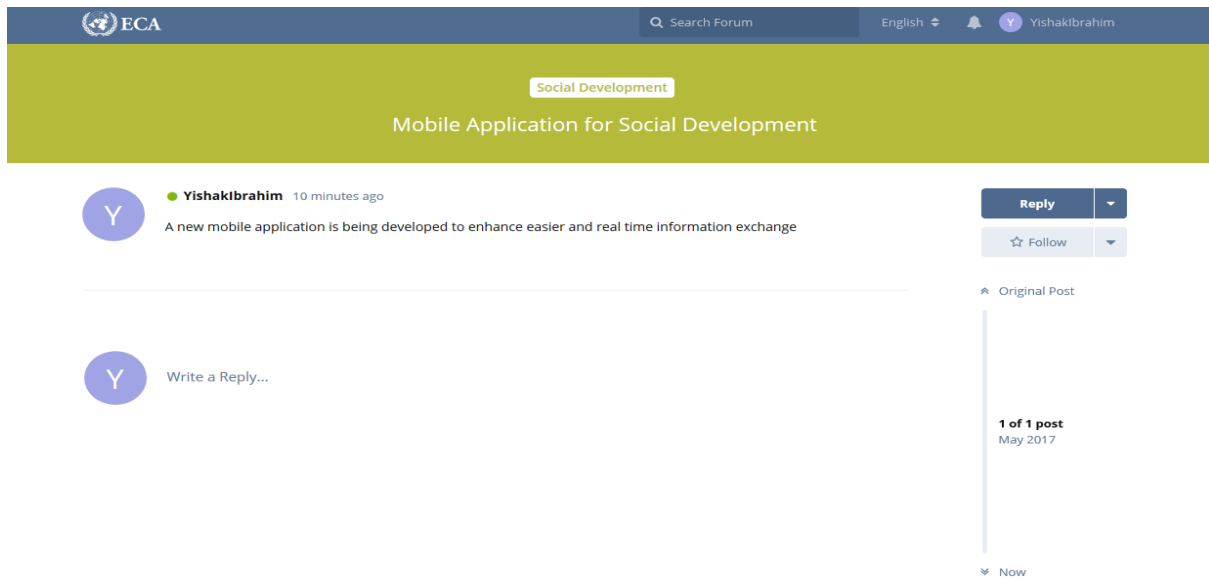 ECA
Search Forum
English
Y
YishakIbrahim
Social Development
Mobile Application for Social Development
Y
YishakIbrahim 10 minutes ago
A new mobile application is being developed to enhance easier and real time information exchange
Reply
Follow
Original Post
1 of 1 post
May 2017
Now
Y
Write a Reply...